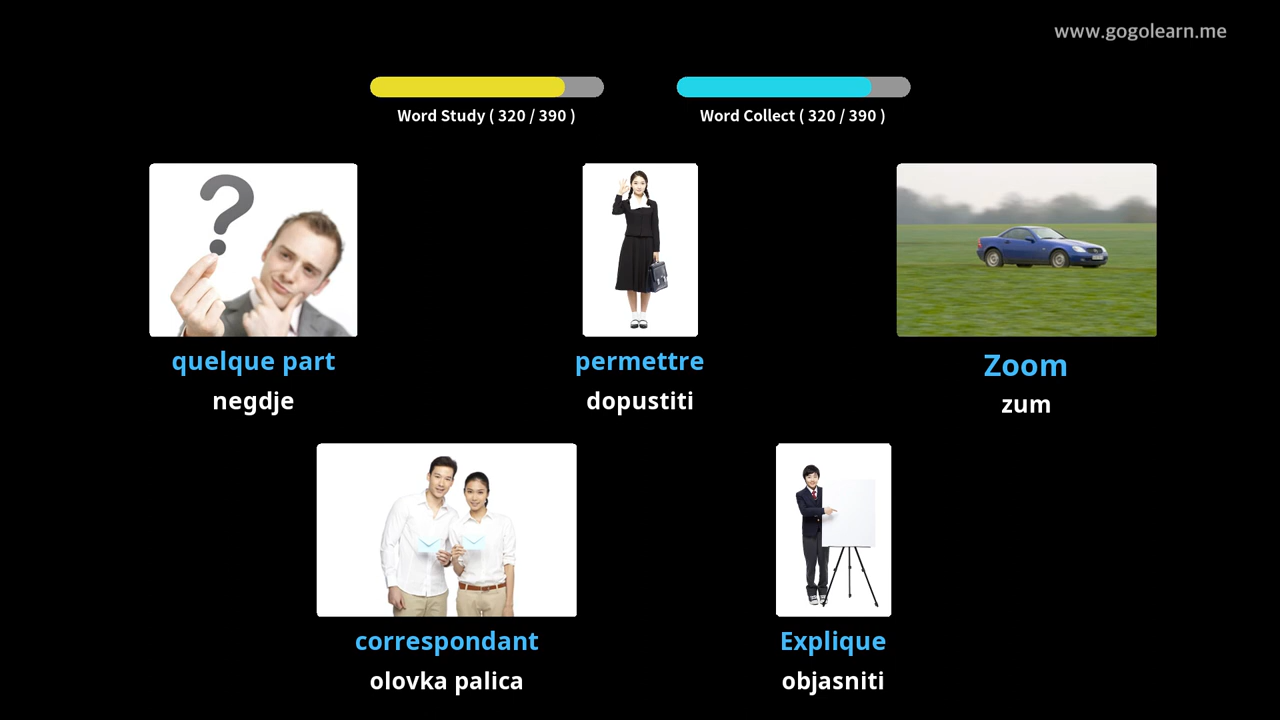 www.gogolearn.me
Word Study ( 320 / 390 )
Word Collect ( 320 / 390 )
?
quelque part
negdje
permettre
dopustiti
Zoom
zum
correspondant
olovka palica
Explique
objasniti